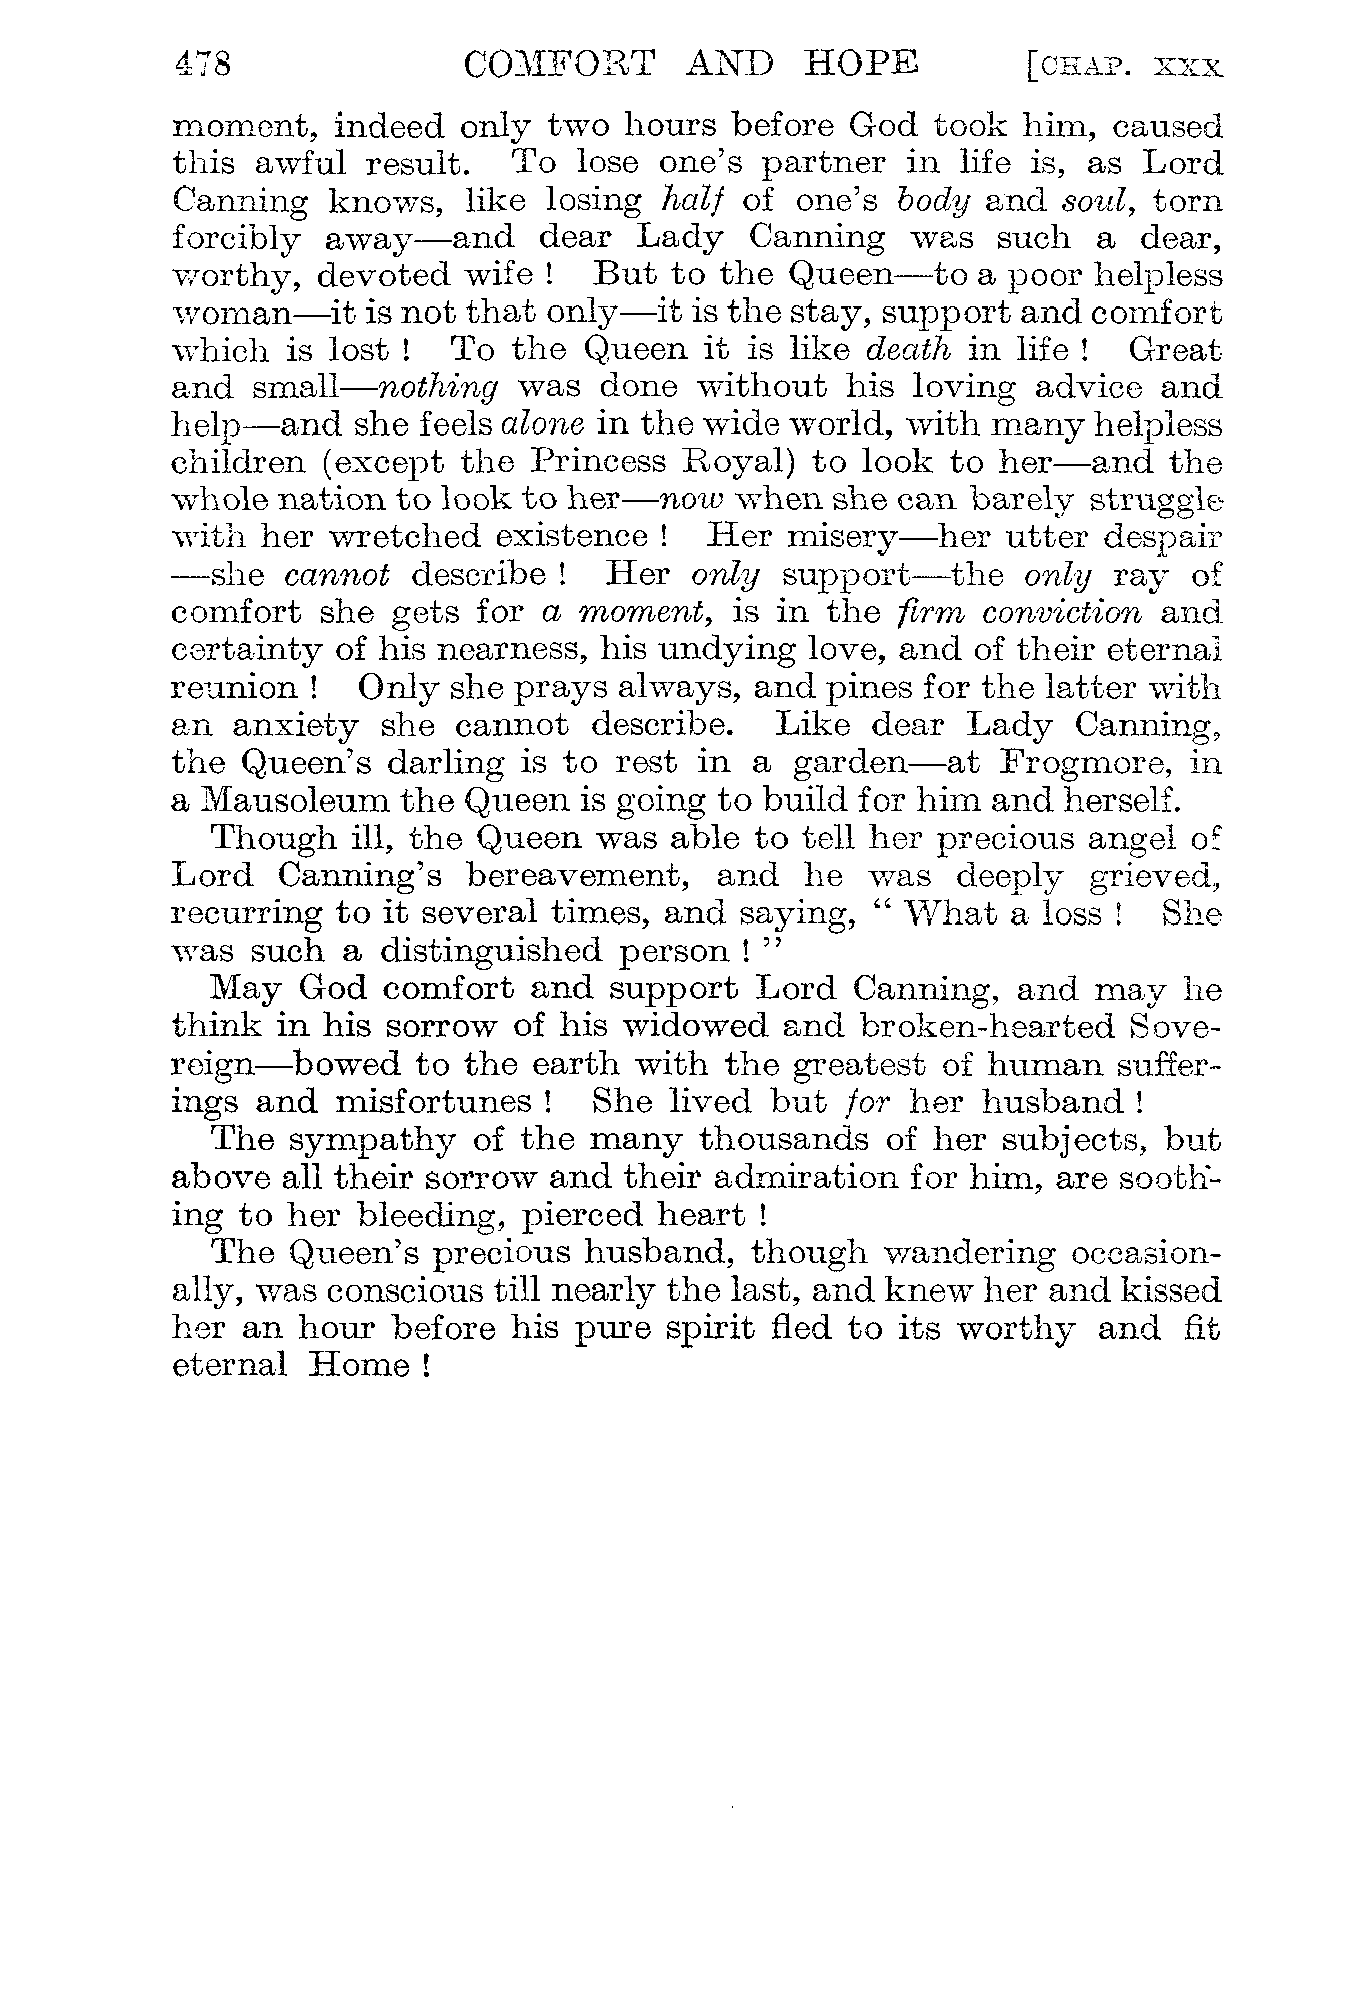 478 COMFORT AND HOPE [CHAP. XXX
moment, indeed only two hours before God took him, caused
this awful result. To lose one's partner in life is, as Lord
Canning knows, like losing half of one's body and soul, torn
forcibly away—and dear Lady Canning was such a dear,
worthy, devoted wife ! But to the Queen—to a poor helpless
woman—it is not that only—it is the stay, support and comfort
which is lost ! To the Queen it is like death in life ! Great
and small—nothing was done without his loving advice and
help—and she feels alone in the wide world, with many helpless
children (except the Princess Royal) to look to her—and the
whole nation to look to her—now when she can barely struggle
with her wretched existence ! Her misery—her utter despair
—she cannot describe ! Her only support—the only ray of
comfort she gets for a moment, is in the firm conviction and
certainty of his nearness, his undying love, and of their eternal
reunion ! Only she prays always, and pines for the latter with
an anxiety she cannot describe. Like dear Lady Canning,
the Queen's darling is to rest in a garden—at Frogmore, in
a Mausoleum the Queen is going to build for him and herself.
Though ill, the Queen was able to tell her precious angel of
Lord Canning's bereavement, and he was deeply grieved,
recurring to it several times, and saying, “ What a loss ! She
was such a distinguished person ! ”
May God comfort and support Lord Canning, and may he
think in his sorrow of his widowed and broken-hearted Sove-
reign—bowed to the earth with the greatest of human suffer-
ings and misfortunes ! She lived but for her husband !
The sympathy of the many thousands of her subjects, but
above all their sorrow and their admiration for him, are sooth-
ing to her bleeding, pierced heart !
The Queen's precious husband, though wandering occasion-
ally, was conscious till nearly the last, and knew her and kissed
her an hour before his pure spirit fled to its worthy and fit
eternal Home !